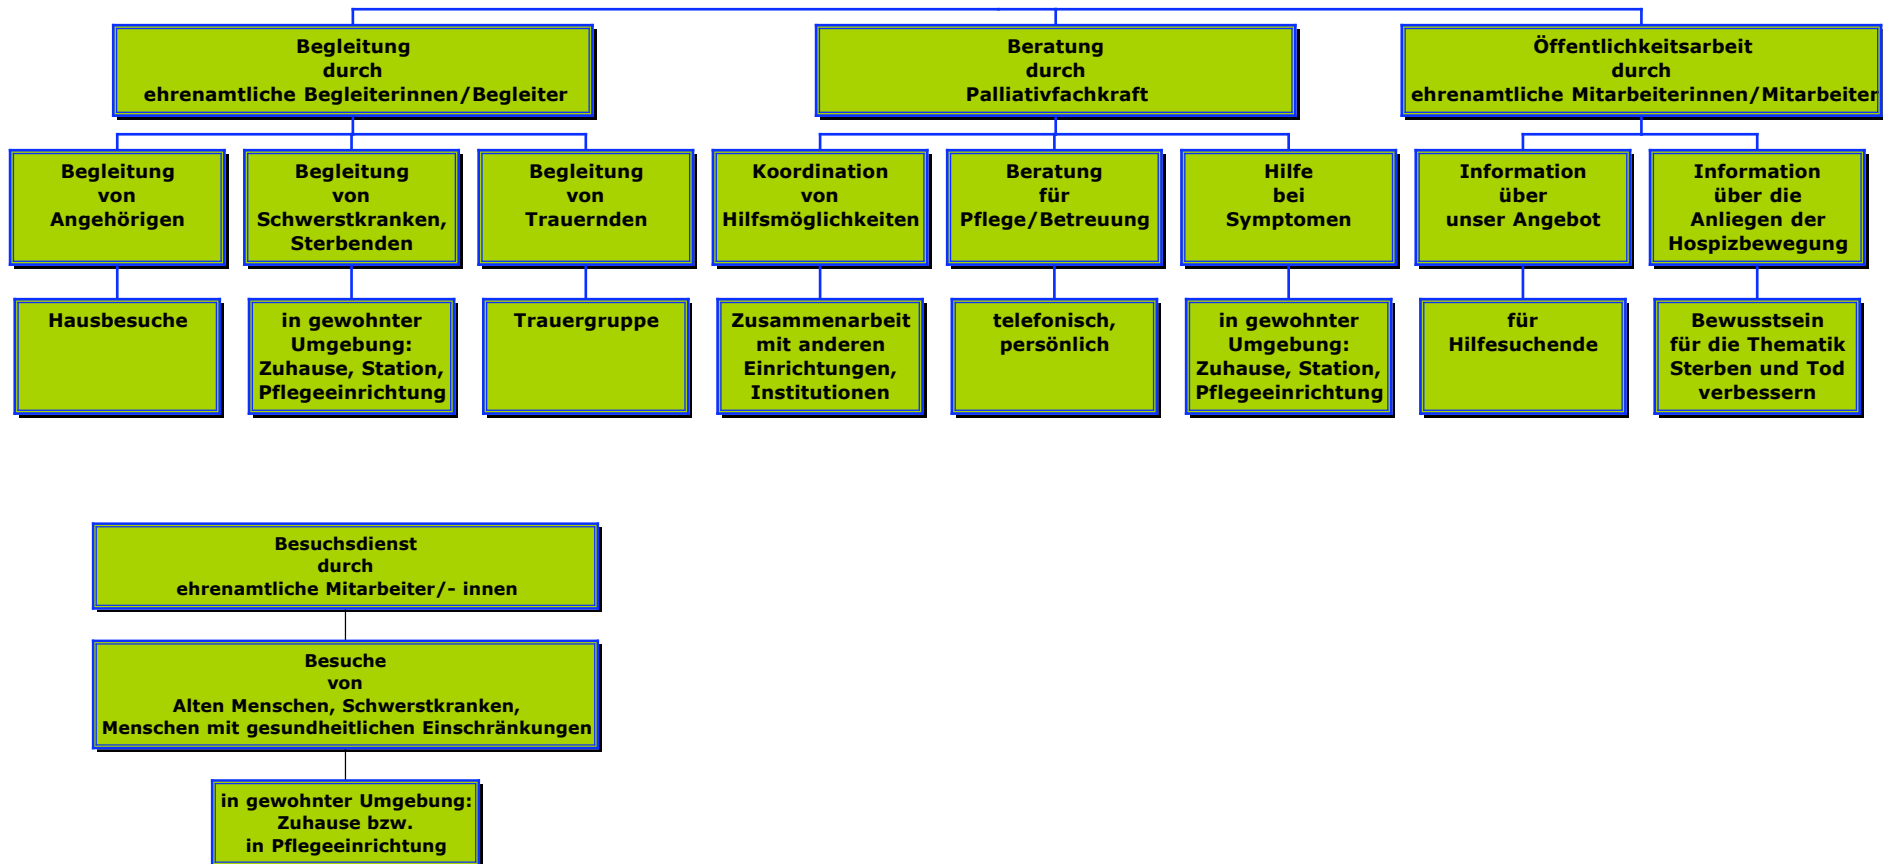 Begleitung
durch
ehrenamtliche Begleiterinnen/Begleiter
Beratung
durch
Palliativfachkraft
Öffentlichkeitsarbeit
durch
ehrenamtliche Mitarbeiterinnen/Mitarbeiter
Begleitung
von
Angehörigen
Begleitung
von
Schwerstkranken,
Sterbenden
Begleitung
von
Trauernden
Koordination
von
Hilfsmöglichkeiten
Beratung
für
Pflege/Betreuung
Hilfe
bei
Symptomen
Information
über
unser Angebot
Information
über die
Anliegen der
Hospizbewegung
Hausbesuche
in gewohnter
Umgebung:
Zuhause, Station,
Pflegeeinrichtung
Trauergruppe
Zusammenarbeit
mit anderen
Einrichtungen,
Institutionen
telefonisch,
persönlich
in gewohnter
Umgebung:
Zuhause, Station,
Pflegeeinrichtung
für
Hilfesuchende
Bewusstsein
für die Thematik
Sterben und Tod
verbessern
Besuchsdienst
durch
ehrenamtliche Mitarbeiter/- innen
Besuche
von
Alten Menschen, Schwerstkranken,
Menschen mit gesundheitlichen Einschränkungen
in gewohnter Umgebung:
Zuhause bzw.
in Pflegeeinrichtung